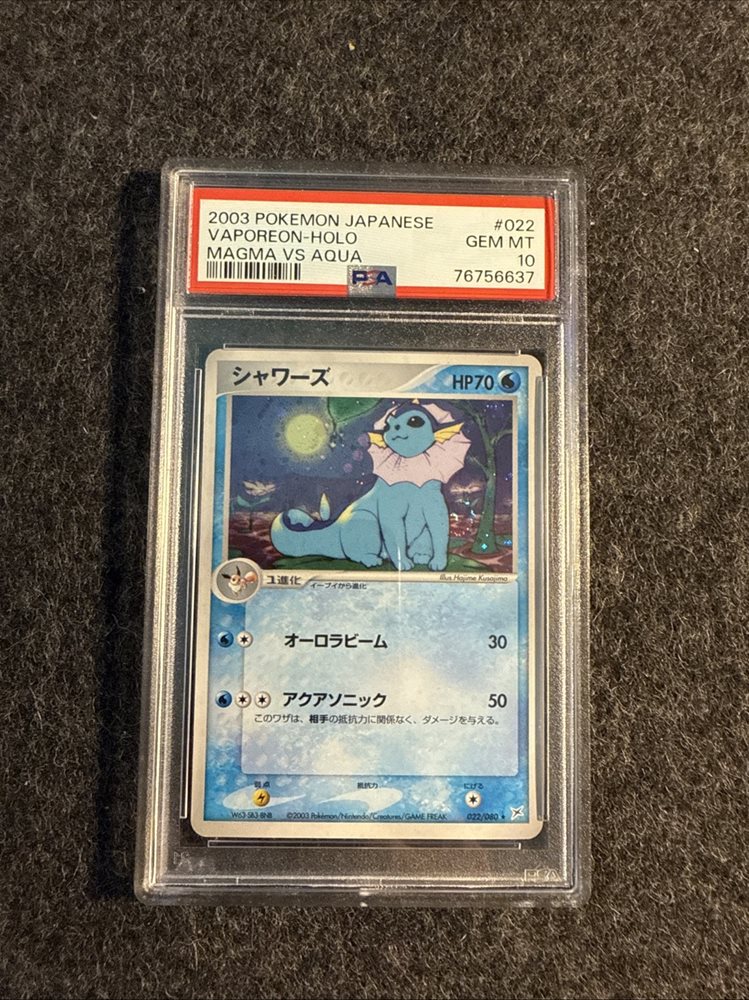 2003 POKEMON JAPANESE #022
VAPOREON-HOLO GEM MT
MAGMA VS AQUA 10
PSA 76756637
シャワーズ HP70
Illus. Hajime Kusajima
1進化 イーブイから進化
オーロラビーム 30
アクアソニック 50
このワザは、相手の抵抗力に関係なく、ダメージを与える。
弱点 抵抗力 にげる
W63-S83-BNB ©2003 Pokémon/Nintendo/Creatures/GAME FREAK 022/080 ★
PSA